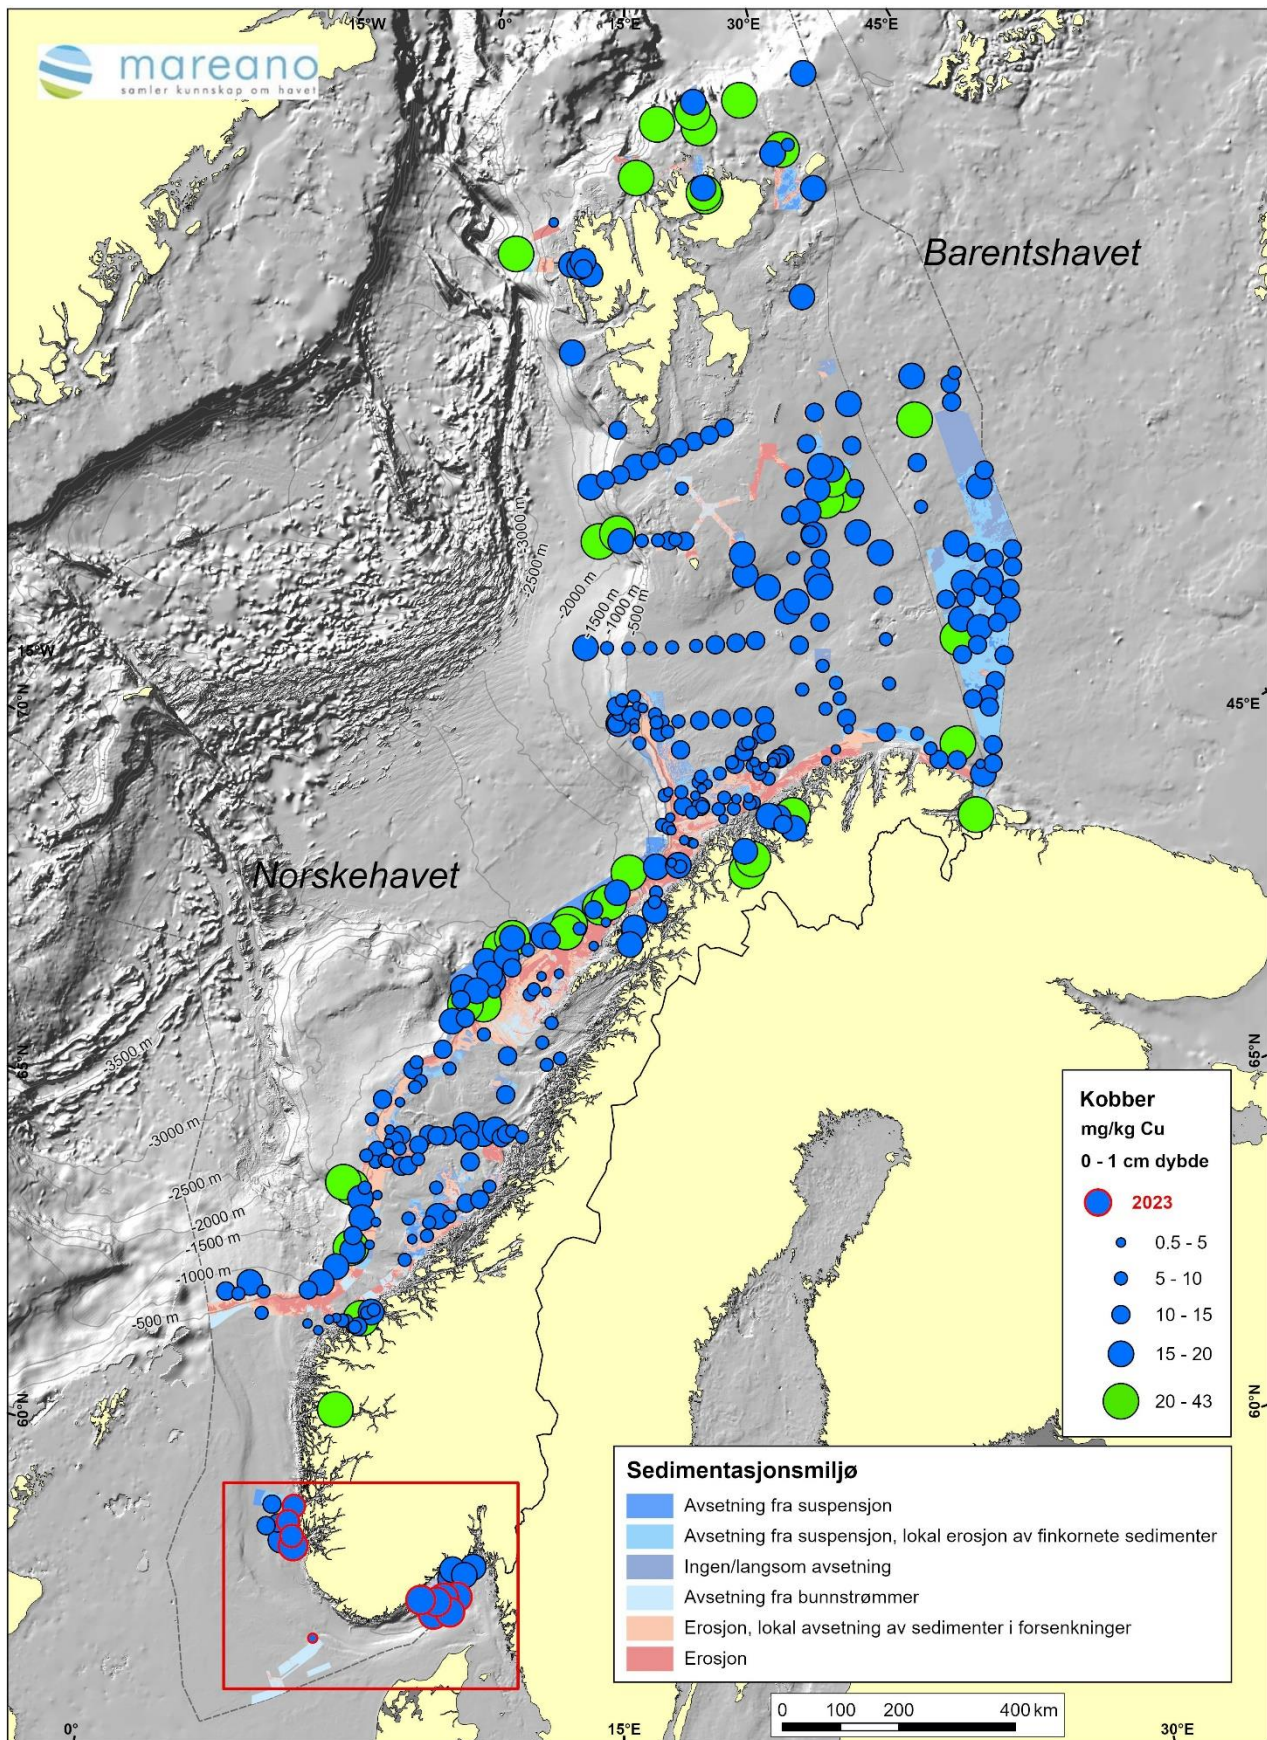 15°W
0°
15°E
30°E
45°E
mareano
samler kunnskap om havet
Barentshavet
-3000 m
-2500 m
-2000 m
-1500 m
-1000 m
-500 m
15°W
70°N
70°N
45°E
Norskehavet
-3500 m
65°N
65°N
-3000 m
-2500 m
-2000 m
-1500 m
-1000 m
-500 m
60°N
60°N
Kobber
mg/kg Cu
0 - 1 cm dybde
2023
0.5 - 5
5 - 10
10 - 15
15 - 20
20 - 43
Sedimentasjonsmiljø
Avsetning fra suspensjon
Avsetning fra suspensjon, lokal erosjon av finkornete sedimenter
Ingen/langsom avsetning
Avsetning fra bunnstrømmer
Erosjon, lokal avsetning av sedimenter i forsenkninger
Erosjon
0 100 200 400 km
0°
15°E
30°E